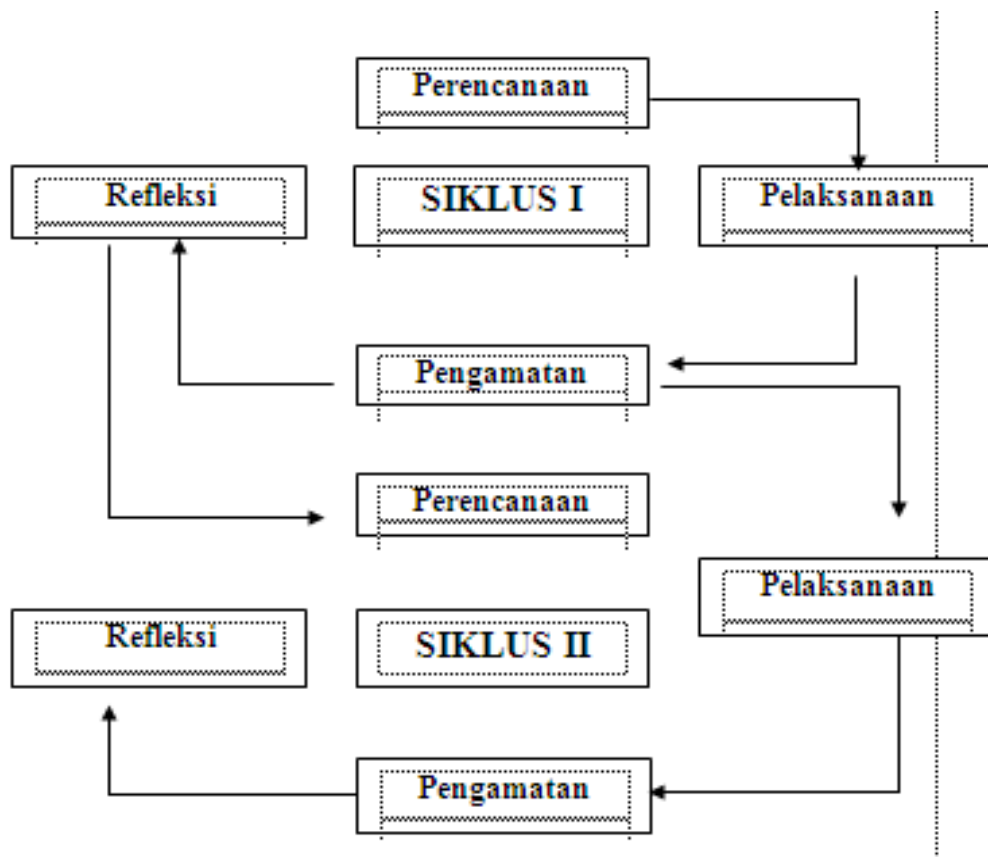 Perencanaan
Refleksi
SIKLUS I
Pelaksanaan
Pengamatan
Perencanaan
Pelaksanaan
Refleksi
SIKLUS II
Pengamatan